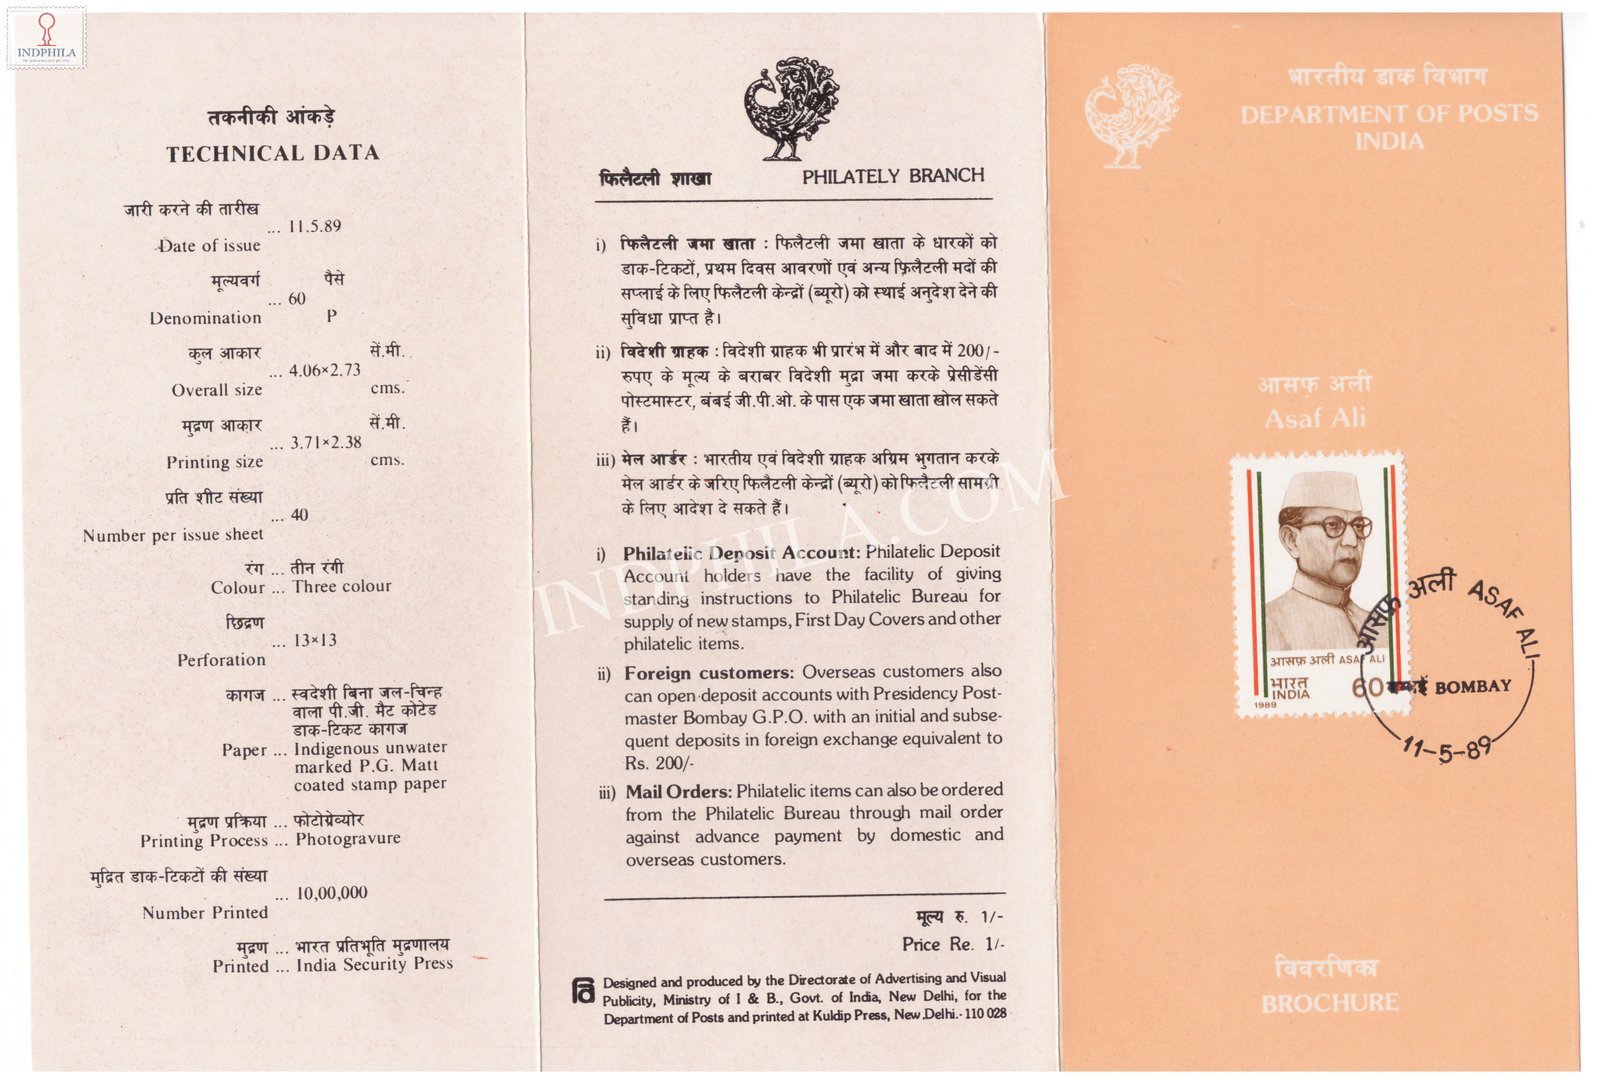 INDPHILA
तकनीकी आंकड़े
TECHNICAL DATA
जारी करने की तारीख
... 11.5.89
Date of issue
मूल्यवर्ग पैसे
... 60
Denomination P
कुल आकार सें.मी.
... 4.06×2.73
Overall size cms.
मुद्रण आकार सें.मी.
... 3.71×2.38
Printing size cms.
प्रति शीट संख्या
... 40
Number per issue sheet
रंग ... तीन रंगी
Colour ... Three colour
छिद्रण
... 13×13
Perforation
कागज ... स्वदेशी बिना जल-चिन्ह
वाला पी.जी. मैट कोटेड
डाक-टिकट कागज
Paper ... Indigenous unwater
marked P.G. Matt
coated stamp paper
मुद्रण प्रक्रिया ... फोटोग्रेव्योर
Printing Process ... Photogravure
मुद्रित डाक-टिकटों की संख्या
... 10,00,000
Number Printed
मुद्रण ... भारत प्रतिभूति मुद्रणालय
Printed ... India Security Press
फिलैटली शाखा PHILATELY BRANCH
i) फिलैटली जमा खाता : फिलैटली जमा खाता के धारकों को
डाक-टिकटों, प्रथम दिवस आवरणों एवं अन्य फ़िलैटली मदों की
सप्लाई के लिए फिलैटली केन्द्रों (ब्यूरो) को स्थाई अनुदेश देने की
सुविधा प्राप्त है।
ii) विदेशी ग्राहक : विदेशी ग्राहक भी प्रारंभ में और बाद में 200/-
रुपए के मूल्य के बराबर विदेशी मुद्रा जमा करके प्रेसीडेंसी
पोस्टमास्टर, बंबई जी.पी.ओ. के पास एक जमा खाता खोल सकते
हैं।
iii) मेल आर्डर : भारतीय एवं विदेशी ग्राहक अग्रिम भुगतान करके
मेल आर्डर के जरिए फिलैटली केन्द्रों (ब्यूरो) को फिलैटली सामग्री
के लिए आदेश दे सकते हैं।
i) Philatelic Deposit Account: Philatelic Deposit
Account holders have the facility of giving
standing instructions to Philatelic Bureau for
supply of new stamps, First Day Covers and other
philatelic items.
ii) Foreign customers: Overseas customers also
can open deposit accounts with Presidency Post-
master Bombay G.P.O. with an initial and subse-
quent deposits in foreign exchange equivalent to
Rs. 200/-
iii) Mail Orders: Philatelic items can also be ordered
from the Philatelic Bureau through mail order
against advance payment by domestic and
overseas customers.
मूल्य रु. 1/-
Price Re. 1/-
Designed and produced by the Directorate of Advertising and Visual
Publicity, Ministry of I & B., Govt. of India, New Delhi, for the
Department of Posts and printed at Kuldip Press, New Delhi.- 110 028
INDPHILA.COM
भारतीय डाक विभाग
DEPARTMENT OF POSTS
INDIA
आसफ़ अली
Asaf Ali
आसफ़ अली ASAF ALI
भारत
INDIA 60
1989
आसफ़ अली ASAF ALI
बम्बई BOMBAY
11-5-89
विवरणिका
BROCHURE